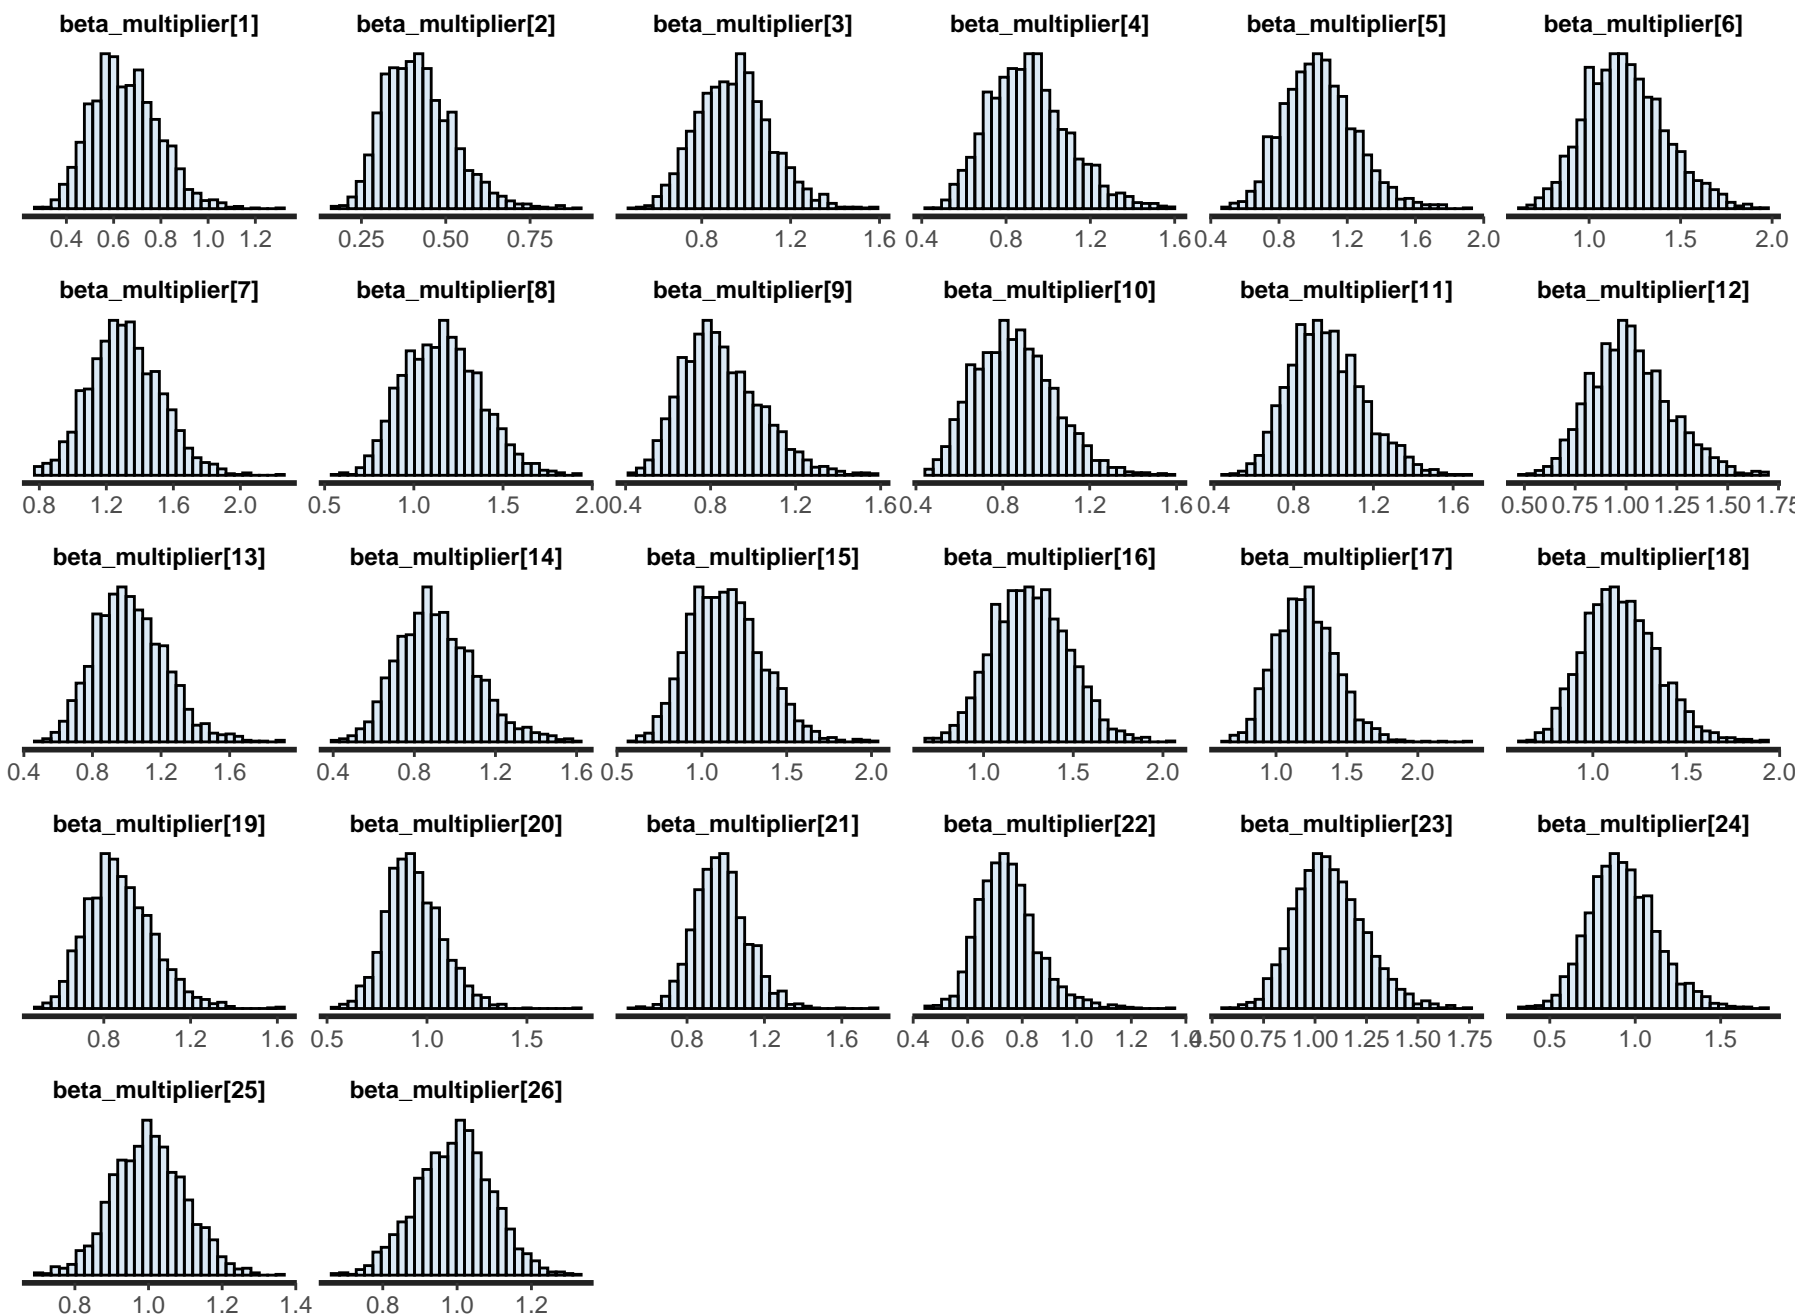 beta_multiplier[1] beta_multiplier[2] beta_multiplier[3] beta_multiplier[4] beta_multiplier[5] beta_multiplier[6]
0.4 0.6 0.8 1.0 1.2 0.25 0.50 0.75 0.8 1.2 1.6 0.4 0.8 1.2 1.6 0.4 0.8 1.2 1.6 2.0 1.0 1.5 2.0
beta_multiplier[7] beta_multiplier[8] beta_multiplier[9] beta_multiplier[10] beta_multiplier[11] beta_multiplier[12]
0.8 1.2 1.6 2.0 0.5 1.0 1.5 2.0 0.4 0.8 1.2 1.6 0.4 0.8 1.2 1.6 0.4 0.8 1.2 1.6 0.50 0.75 1.00 1.25 1.50 1.75
beta_multiplier[13] beta_multiplier[14] beta_multiplier[15] beta_multiplier[16] beta_multiplier[17] beta_multiplier[18]
0.4 0.8 1.2 1.6 0.4 0.8 1.2 1.6 0.5 1.0 1.5 2.0 1.0 1.5 2.0 1.0 1.5 2.0 1.0 1.5 2.0
beta_multiplier[19] beta_multiplier[20] beta_multiplier[21] beta_multiplier[22] beta_multiplier[23] beta_multiplier[24]
0.8 1.2 1.6 0.5 1.0 1.5 0.8 1.2 1.6 0.4 0.6 0.8 1.0 1.2 1.4 0.50 0.75 1.00 1.25 1.50 1.75 0.5 1.0 1.5
beta_multiplier[25] beta_multiplier[26]
0.8 1.0 1.2 1.4 0.8 1.0 1.2